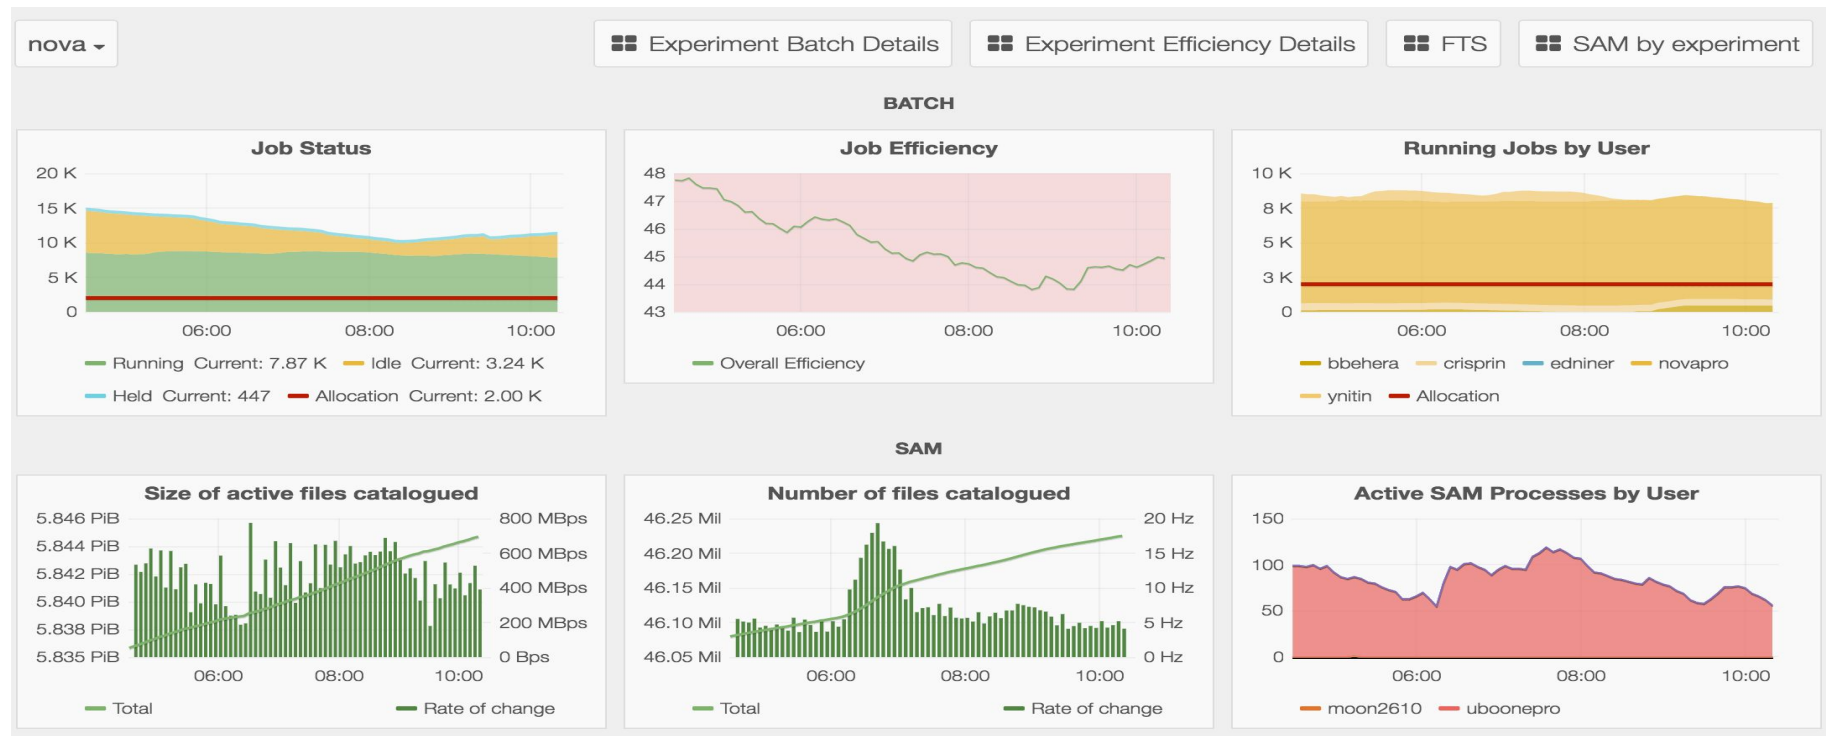 nova
Experiment Batch Details
Experiment Efficiency Details
FTS
SAM by experiment
BATCH
Job Status
20 K
15 K
10 K
5 K
0
06:00 08:00 10:00
Running Current: 7.87 K Idle Current: 3.24 K
Held Current: 447 Allocation Current: 2.00 K
Job Efficiency
48
47
46
45
44
43
06:00 08:00 10:00
Overall Efficiency
Running Jobs by User
10 K
8 K
5 K
3 K
0
06:00 08:00 10:00
bbehera crisprin edniner novapro
ynitin Allocation
SAM
Size of active files catalogued
5.846 PiB 800 MBps
5.844 PiB 600 MBps
5.842 PiB 400 MBps
5.840 PiB
5.838 PiB 200 MBps
5.835 PiB 0 Bps
06:00 08:00 10:00
Total Rate of change
Number of files catalogued
46.25 Mil 20 Hz
46.20 Mil 15 Hz
46.15 Mil 10 Hz
46.10 Mil 5 Hz
46.05 Mil 0 Hz
06:00 08:00 10:00
Total Rate of change
Active SAM Processes by User
150
100
50
0
06:00 08:00 10:00
moon2610 uboonepro